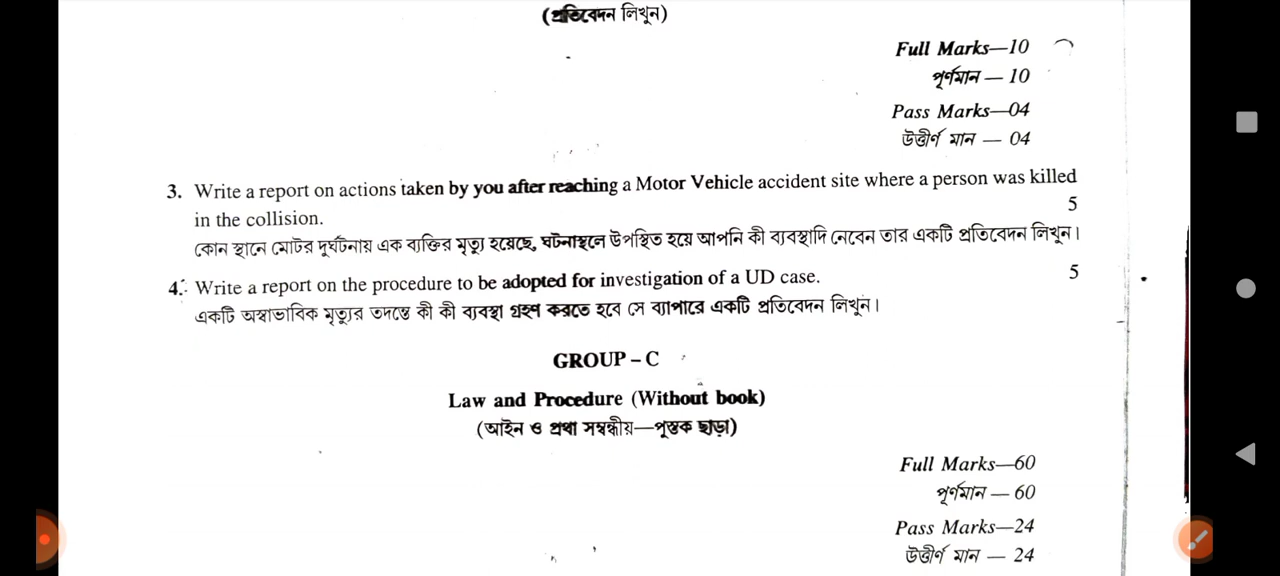 (প্রতিবেদন লিখুন)
Full Marks—10
পূর্ণমান — 10
Pass Marks—04
উত্তীর্ণ মান — 04
3. Write a report on actions taken by you after reaching a Motor Vehicle accident site where a person was killed
in the collision. 5
কোন স্থানে মোটর দুর্ঘটনায় এক ব্যক্তির মৃত্যু হয়েছে, ঘটনাস্থলে উপস্থিত হয়ে আপনি কী ব্যবস্থাদি নেবেন তার একটি প্রতিবেদন লিখুন।
4. Write a report on the procedure to be adopted for investigation of a UD case. 5
একটি অস্বাভাবিক মৃত্যুর তদন্তে কী কী ব্যবস্থা গ্রহণ করতে হবে সে ব্যাপারে একটি প্রতিবেদন লিখুন।
GROUP – C
Law and Procedure (Without book)
(আইন ও প্রথা সম্বন্ধীয়—পুস্তক ছাড়া)
Full Marks—60
পূর্ণমান — 60
Pass Marks—24
উত্তীর্ণ মান — 24